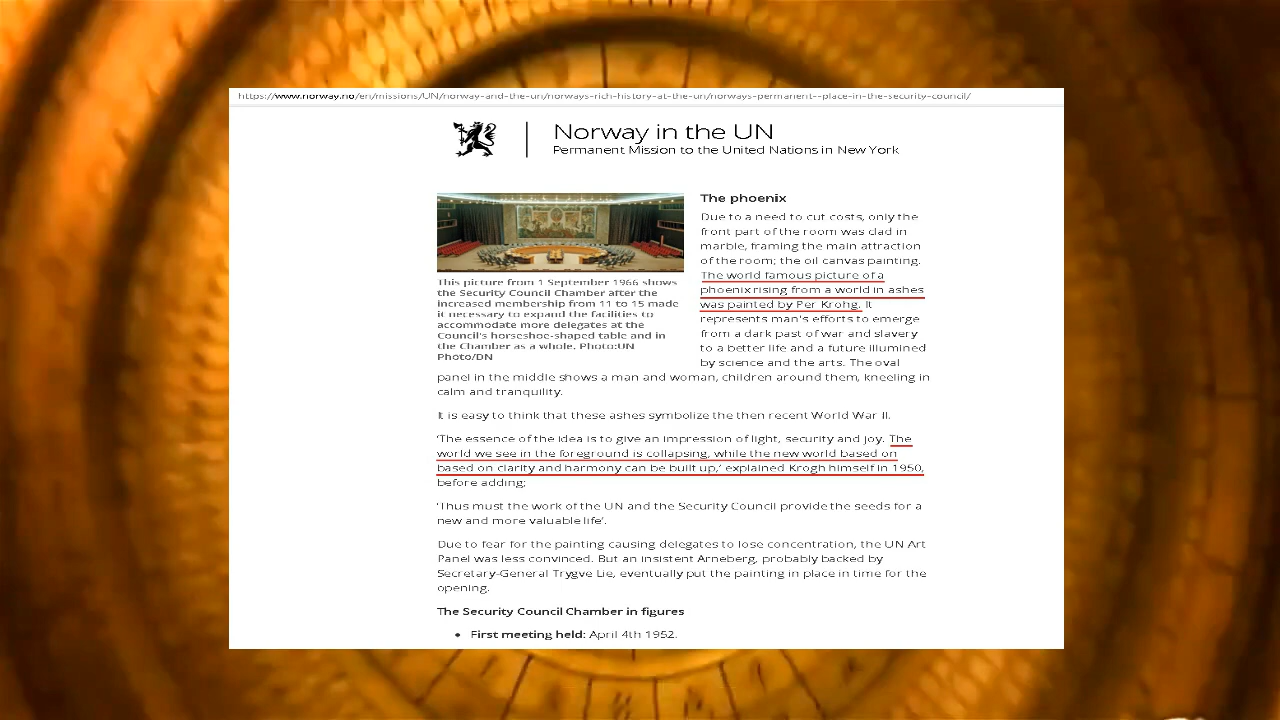 https://www.norway.no/en/missions/UN/norway-and-the-un/norways-rich-history-at-the-un/norways-permanent--place-in-the-security-council/
Norway in the UN
Permanent Mission to the United Nations in New York
This picture from 1 September 1966 shows
the Security Council Chamber after the
increased membership from 11 to 15 made
it necessary to expand the facilities to
accommodate more delegates at the
Council's horseshoe-shaped table and in
the Chamber as a whole. Photo:UN
Photo/DN
The phoenix
Due to a need to cut costs, only the
front part of the room was clad in
marble, framing the main attraction
of the room; the oil canvas painting.
The world famous picture of a
phoenix rising from a world in ashes
was painted by Per Krohg. It
represents man's efforts to emerge
from a dark past of war and slavery
to a better life and a future illumined
by science and the arts. The oval
panel in the middle shows a man and woman, children around them, kneeling in
calm and tranquility.
It is easy to think that these ashes symbolize the then recent World War II.
'The essence of the idea is to give an impression of light, security and joy. The
world we see in the foreground is collapsing, while the new world based on
based on clarity and harmony can be built up,' explained Krogh himself in 1950,
before adding:
'Thus must the work of the UN and the Security Council provide the seeds for a
new and more valuable life'.
Due to fear for the painting causing delegates to lose concentration, the UN Art
Panel was less convinced. But an insistent Arneberg, probably backed by
Secretary-General Trygve Lie, eventually put the painting in place in time for the
opening.
The Security Council Chamber in figures
• First meeting held: April 4th 1952.